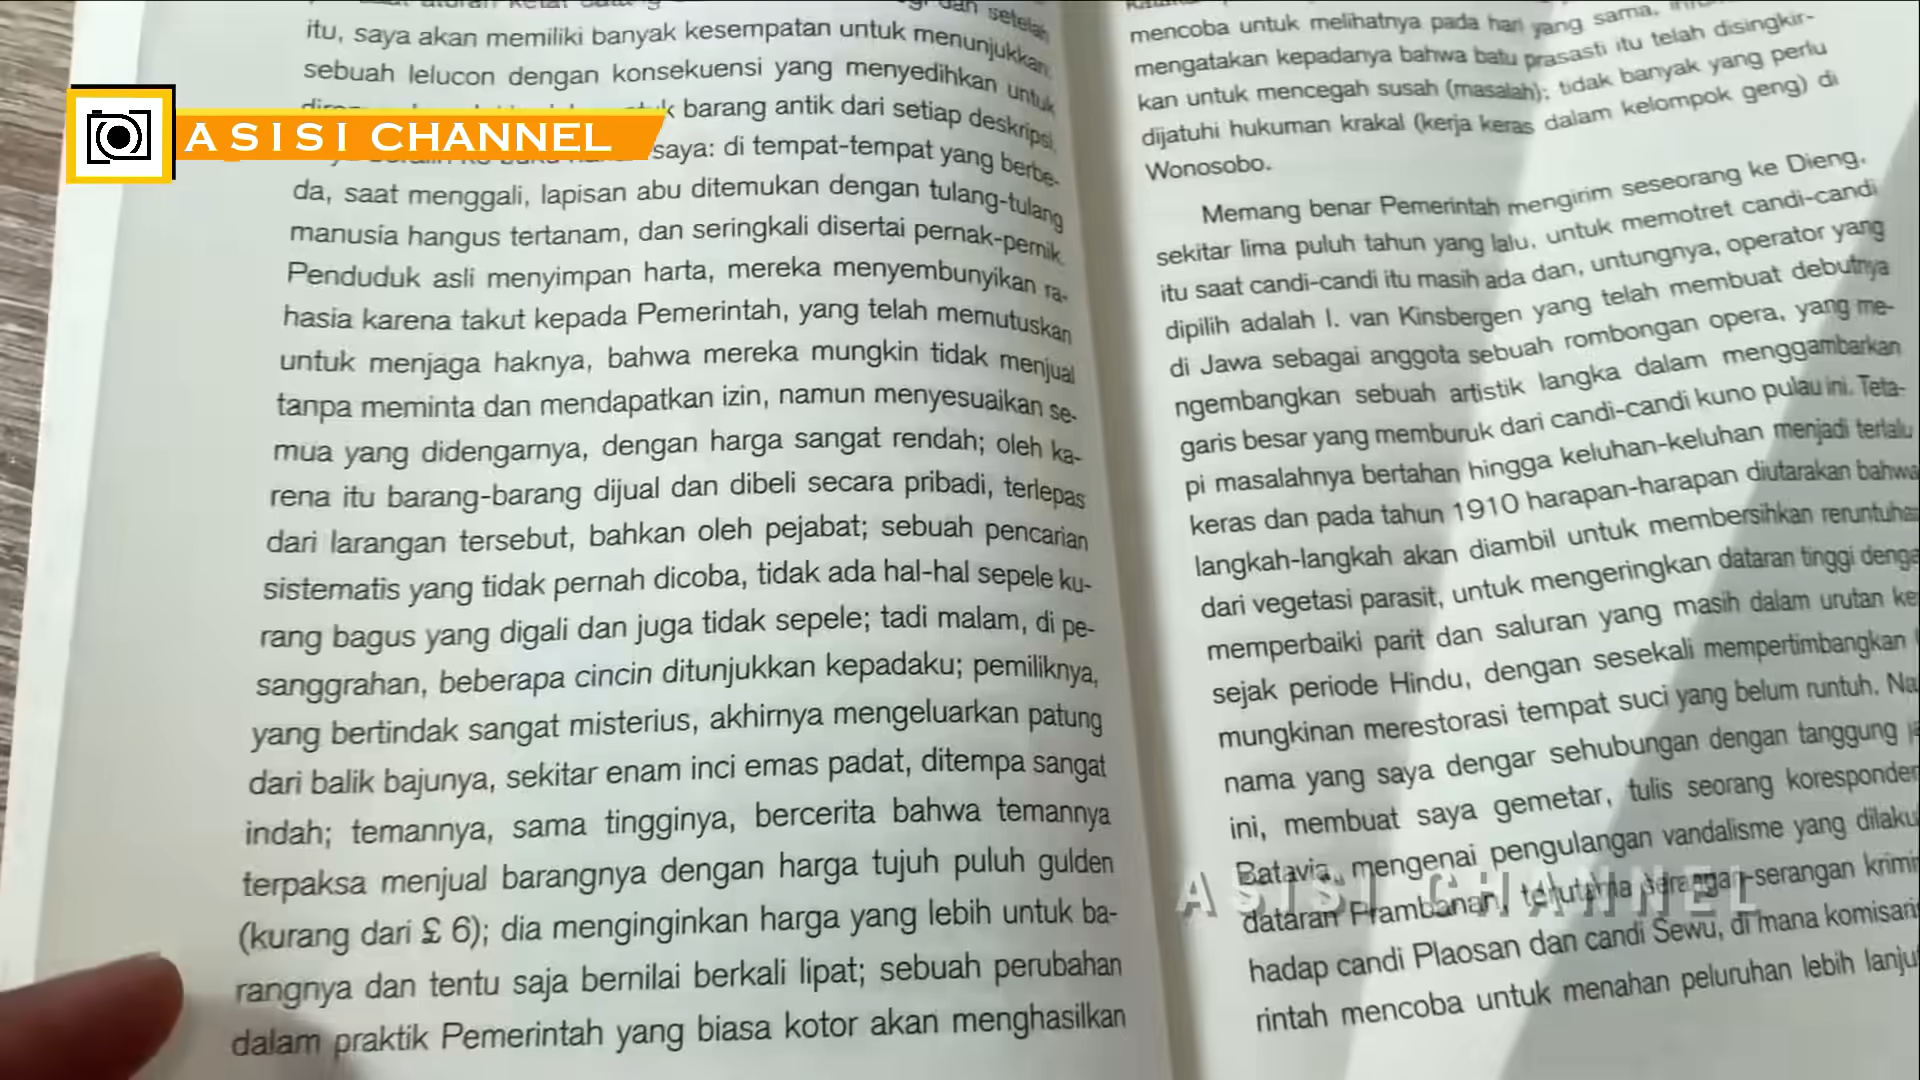 dan setelah
itu, saya akan memiliki banyak kesempatan untuk menunjukkan,
sebuah lelucon dengan konsekuensi yang menyedihkan untuk
barang antik dari setiap deskripsi,
saya: di tempat-tempat yang berbe-
da, saat menggali, lapisan abu ditemukan dengan tulang-tulang
manusia hangus tertanam, dan seringkali disertai pernak-pernik.
Penduduk asli menyimpan harta, mereka menyembunyikan ra-
hasia karena takut kepada Pemerintah, yang telah memutuskan
untuk menjaga haknya, bahwa mereka mungkin tidak menjual
tanpa meminta dan mendapatkan izin, namun menyesuaikan se-
mua yang didengarnya, dengan harga sangat rendah; oleh ka-
rena itu barang-barang dijual dan dibeli secara pribadi, terlepas
dari larangan tersebut, bahkan oleh pejabat; sebuah pencarian
sistematis yang tidak pernah dicoba, tidak ada hal-hal sepele ku-
rang bagus yang digali dan juga tidak sepele; tadi malam, di pe-
sanggrahan, beberapa cincin ditunjukkan kepadaku; pemiliknya,
yang bertindak sangat misterius, akhirnya mengeluarkan patung
dari balik bajunya, sekitar enam inci emas padat, ditempa sangat
indah; temannya, sama tingginya, bercerita bahwa temannya
terpaksa menjual barangnya dengan harga tujuh puluh gulden
(kurang dari £ 6); dia menginginkan harga yang lebih untuk ba-
rangnya dan tentu saja bernilai berkali lipat; sebuah perubahan
dalam praktik Pemerintah yang biasa kotor akan menghasilkan
mencoba untuk melihatnya pada hari yang sama,
mengatakan kepadanya bahwa batu prasasti itu telah disingkir-
kan untuk mencegah susah (masalah); tidak banyak yang perlu
dijatuhi hukuman krakal (kerja keras dalam kelompok geng) di
Wonosobo.
Memang benar Pemerintah mengirim seseorang ke Dieng,
sekitar lima puluh tahun yang lalu, untuk memotret candi-candi
itu saat candi-candi itu masih ada dan, untungnya, operator yang
dipilih adalah I. van Kinsbergen yang telah membuat debutnya
di Jawa sebagai anggota sebuah rombongan opera, yang me-
ngembangkan sebuah artistik langka dalam menggambarkan
garis besar yang memburuk dari candi-candi kuno pulau ini. Teta-
pi masalahnya bertahan hingga keluhan-keluhan menjadi terlalu
keras dan pada tahun 1910 harapan-harapan diutarakan bahwa
langkah-langkah akan diambil untuk membersihkan reruntuha
dari vegetasi parasit, untuk mengeringkan dataran tinggi denga
memperbaiki parit dan saluran yang masih dalam urutan ke
sejak periode Hindu, dengan sesekali mempertimbangkan
mungkinan merestorasi tempat suci yang belum runtuh. Na
nama yang saya dengar sehubungan dengan tanggung
ini, membuat saya gemetar, tulis seorang koresponden
Batavia, mengenai pengulangan vandalisme yang dilaku
dataran Prambanan, terutama serangan-serangan krimi
hadap candi Plaosan dan candi Sewu, di mana komisari
rintah mencoba untuk menahan peluruhan lebih lanju
ASISI CHANNEL
ASISI CHANNEL